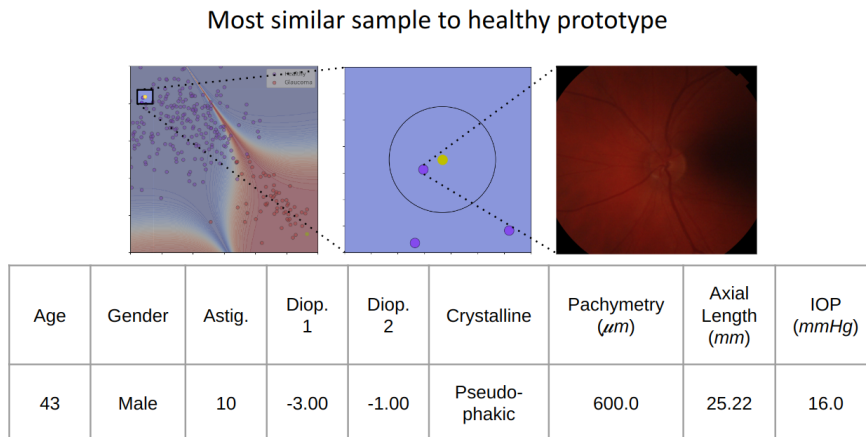 Most similar sample to healthy prototype
Healthy
Glaucoma
Age
Gender
Astig.
Diop.
1
Diop.
2
Crystalline
Pachymetry
(μm)
Axial
Length
(mm)
IOP
(mmHg)
43
Male
10
-3.00
-1.00
Pseudo-
phakic
600.0
25.22
16.0